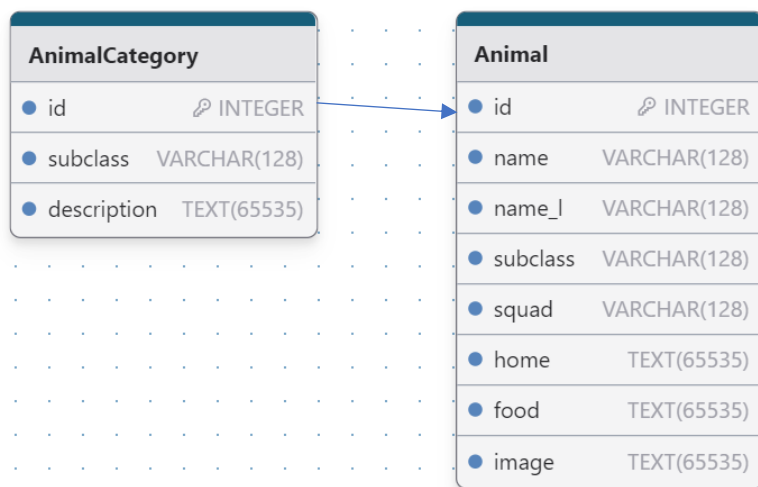 AnimalCategory
id INTEGER
subclass VARCHAR(128)
description TEXT(65535)
Animal
id INTEGER
name VARCHAR(128)
name_l VARCHAR(128)
subclass VARCHAR(128)
squad VARCHAR(128)
home TEXT(65535)
food TEXT(65535)
image TEXT(65535)